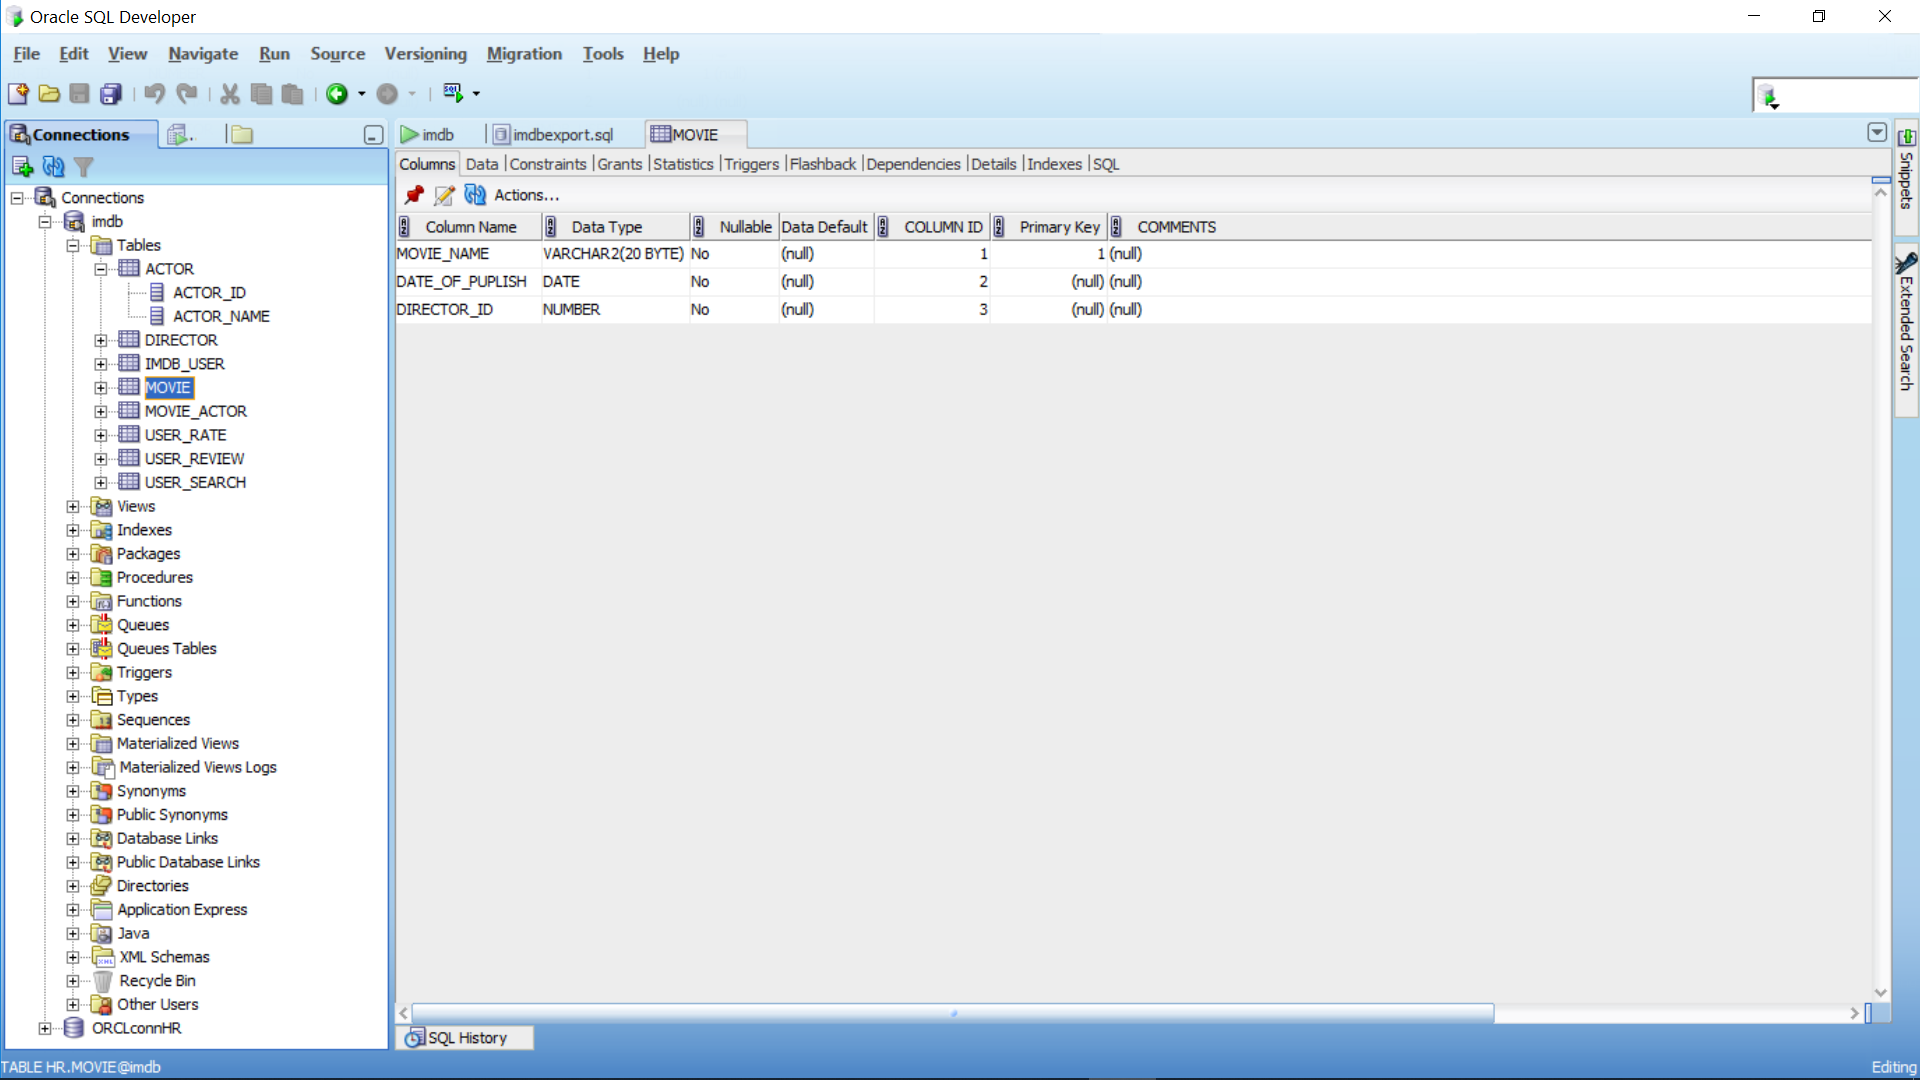 Oracle SQL Developer
File Edit View Navigate Run Source Versioning Migration Tools Help
Connections
imdb imdbexport.sql MOVIE
Columns Data Constraints Grants Statistics Triggers Flashback Dependencies Details Indexes SQL
Actions...
Column Name Data Type Nullable Data Default COLUMN ID Primary Key COMMENTS
MOVIE_NAME VARCHAR2(20 BYTE) No (null) 1 1 (null)
DATE_OF_PUPLISH DATE No (null) 2 (null) (null)
DIRECTOR_ID NUMBER No (null) 3 (null) (null)
Connections
imdb
Tables
ACTOR
ACTOR_ID
ACTOR_NAME
DIRECTOR
IMDB_USER
MOVIE
MOVIE_ACTOR
USER_RATE
USER_REVIEW
USER_SEARCH
Views
Indexes
Packages
Procedures
Functions
Queues
Queues Tables
Triggers
Types
Sequences
Materialized Views
Materialized Views Logs
Synonyms
Public Synonyms
Database Links
Public Database Links
Directories
Application Express
Java
XML Schemas
Recycle Bin
Other Users
ORCLconnHR
Snippets
Extended Search
SQL History
TABLE HR.MOVIE@imdb
Editing